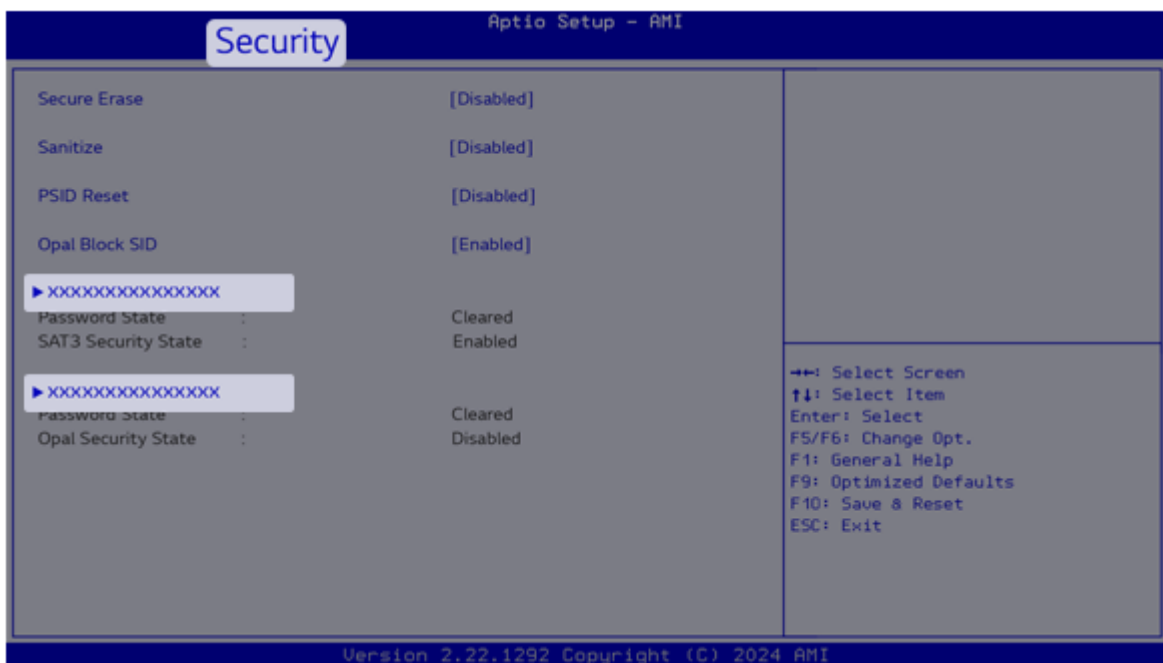 Aptio Setup - AMI
Security
Secure Erase [Disabled]
Sanitize [Disabled]
PSID Reset [Disabled]
Opal Block SID [Enabled]
►XXXXXXXXXXXXXXX
Password State : Cleared
SAT3 Security State : Enabled
►XXXXXXXXXXXXXXX
Password State : Cleared
Opal Security State : Disabled
→←: Select Screen
↑↓: Select Item
Enter: Select
F5/F6: Change Opt.
F1: General Help
F9: Optimized Defaults
F10: Save & Reset
ESC: Exit
Version 2.22.1292 Copyright (C) 2024 AMI